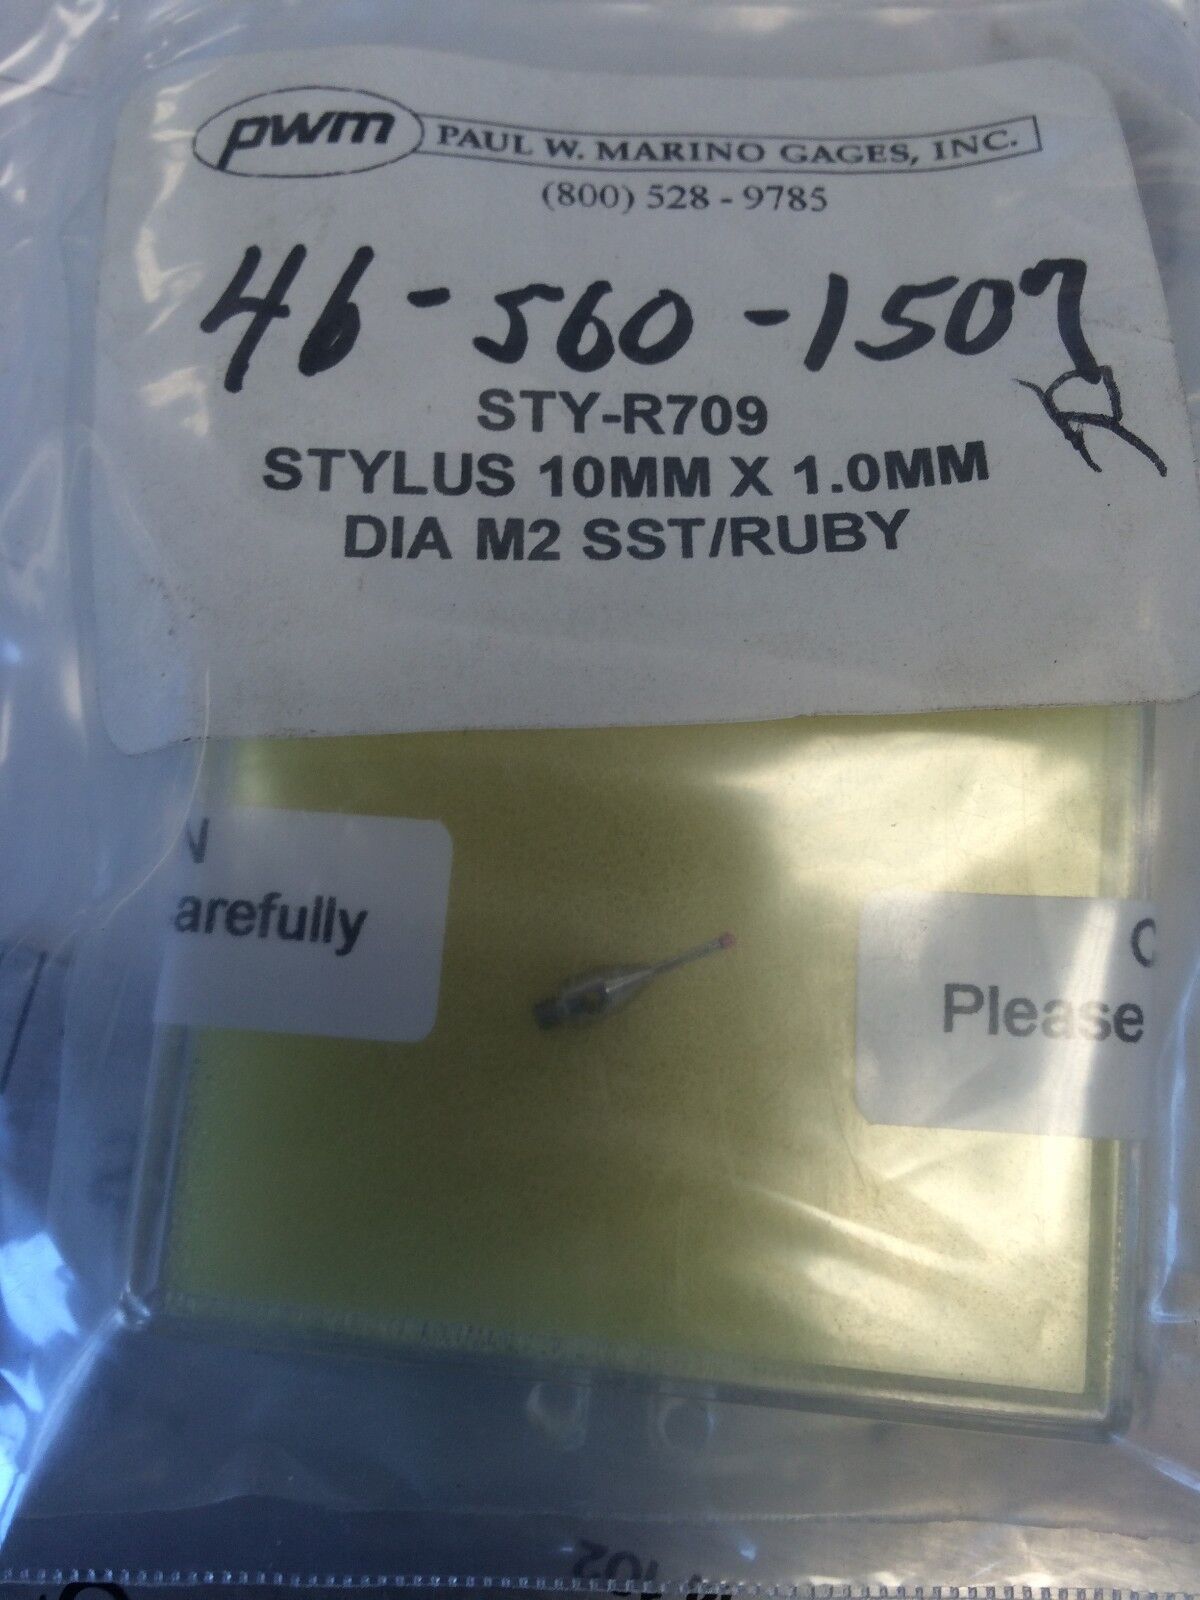 pwm PAUL W. MARINO GAGES, INC.
(800) 528-9785
46-560-1507
STY-R709
STYLUS 10MM X 1.0MM
DIA M2 SST/RUBY
N
arefully
C
Please